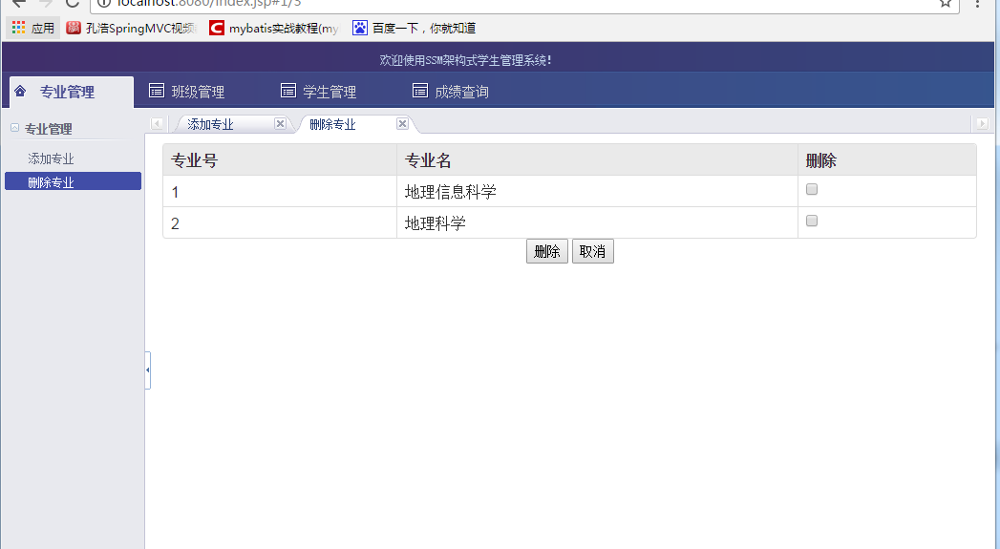 localhost:8080/index.jsp#1/3
应用 孔浩SpringMVC视频 mybatis实战教程(my 百度一下，你就知道
欢迎使用SSM架构式学生管理系统!
专业管理 班级管理 学生管理 成绩查询
专业管理 添加专业 删除专业
添加专业
删除专业
专业号 专业名 删除
1 地理信息科学
2 地理科学
删除 取消